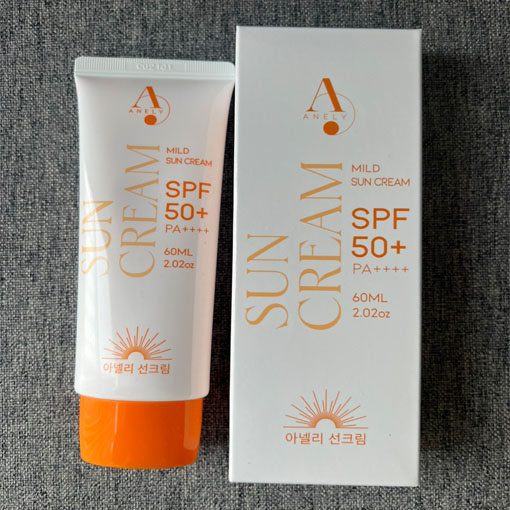 A
ANELY
SUN
CREAM
MILD
SUN CREAM
SPF
50+
PA++++
60ML
2.02oz
아넬리 선크림
A
ANELY
SUN
CREAM
MILD
SUN CREAM
SPF
50+
PA++++
60ML
2.02oz
아넬리 선크림